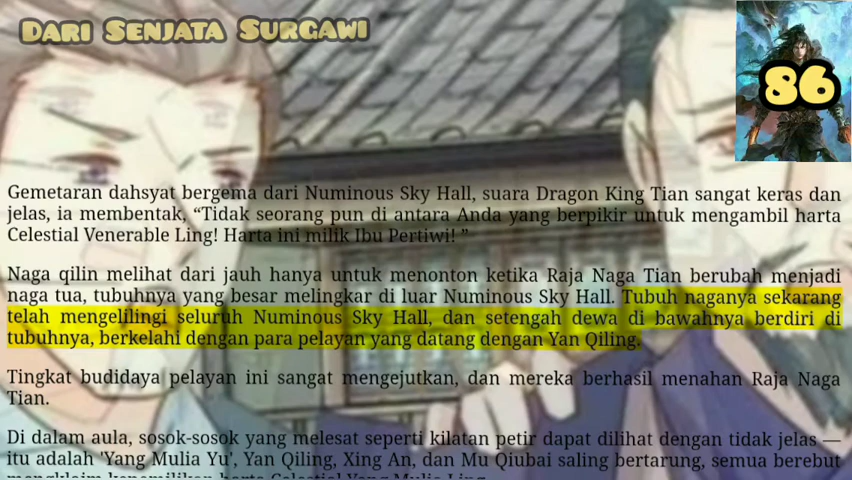 Dari Senjata Surgawi
86
Gemetaran dahsyat bergema dari Numinous Sky Hall, suara Dragon King Tian sangat keras dan
jelas, ia membentak, “Tidak seorang pun di antara Anda yang berpikir untuk mengambil harta
Celestial Venerable Ling! Harta ini milik Ibu Pertiwi! ”
Naga qilin melihat dari jauh hanya untuk menonton ketika Raja Naga Tian berubah menjadi
naga tua, tubuhnya yang besar melingkar di luar Numinous Sky Hall. Tubuh naganya sekarang
telah mengelilingi seluruh Numinous Sky Hall, dan setengah dewa di bawahnya berdiri di
tubuhnya, berkelahi dengan para pelayan yang datang dengan Yan Qiling.
Tingkat budidaya pelayan ini sangat mengejutkan, dan mereka berhasil menahan Raja Naga
Tian.
Di dalam aula, sosok-sosok yang melesat seperti kilatan petir dapat dilihat dengan tidak jelas —
itu adalah 'Yang Mulia Yu', Yan Qiling, Xing An, dan Mu Qiubai saling bertarung, semua berebut